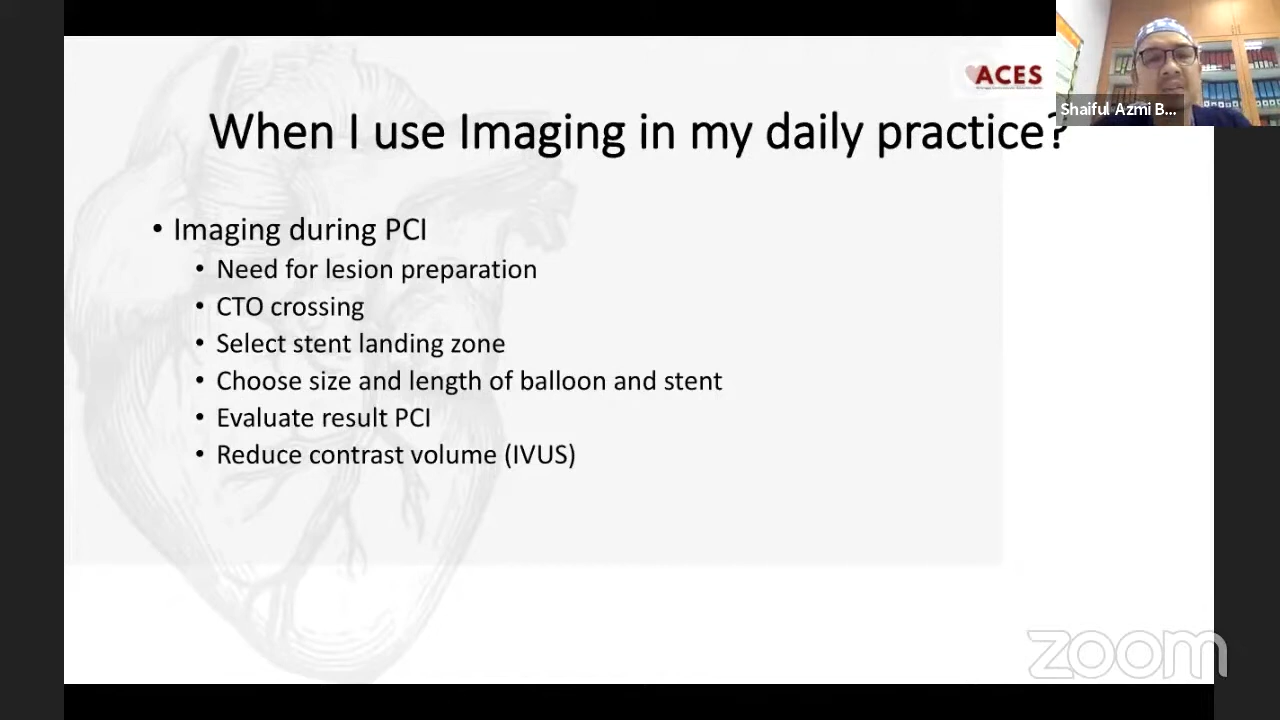 ACES
Shaiful Azmi B...
When I use Imaging in my daily practice?
• Imaging during PCI
• Need for lesion preparation
• CTO crossing
• Select stent landing zone
• Choose size and length of balloon and stent
• Evaluate result PCI
• Reduce contrast volume (IVUS)
zoom